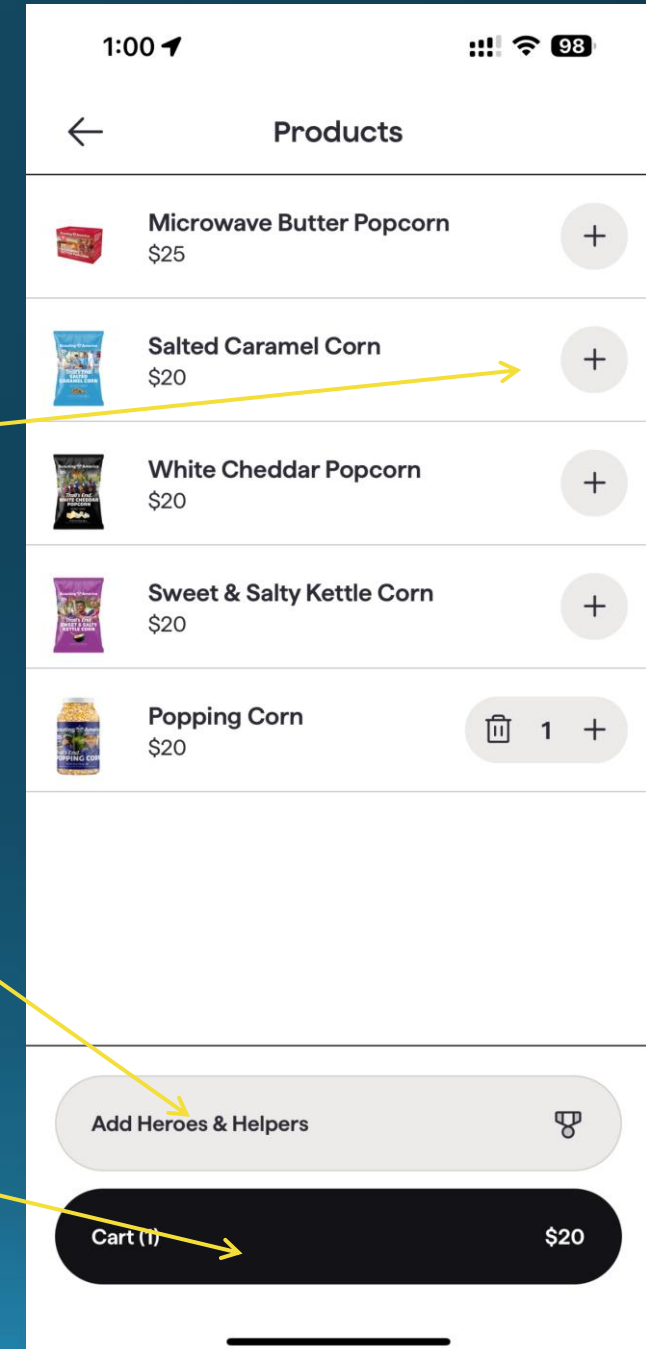 1:00
98
Products
Microwave Butter Popcorn
$25
Salted Caramel Corn
$20
White Cheddar Popcorn
$20
Sweet & Salty Kettle Corn
$20
Popping Corn
$20
1
Add Heroes & Helpers
Cart (1)
$20